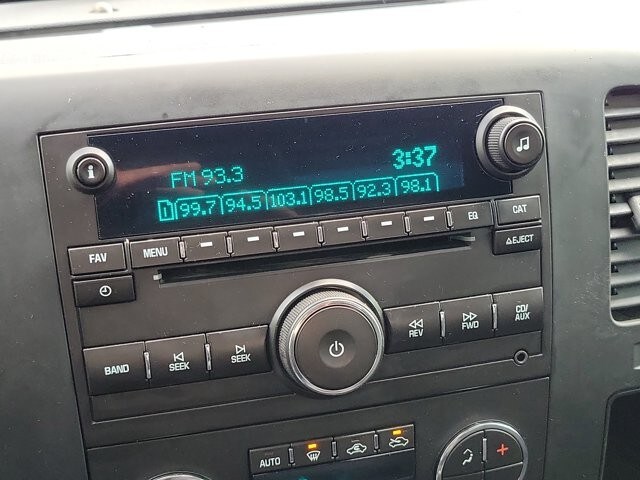 3:37
FM 93.3
1 99.7 94.5 103.1 98.5 92.3 98.1
i
FAV MENU EQ CAT
EJECT
BAND SEEK SEEK REV FWD CD/AUX
AUTO